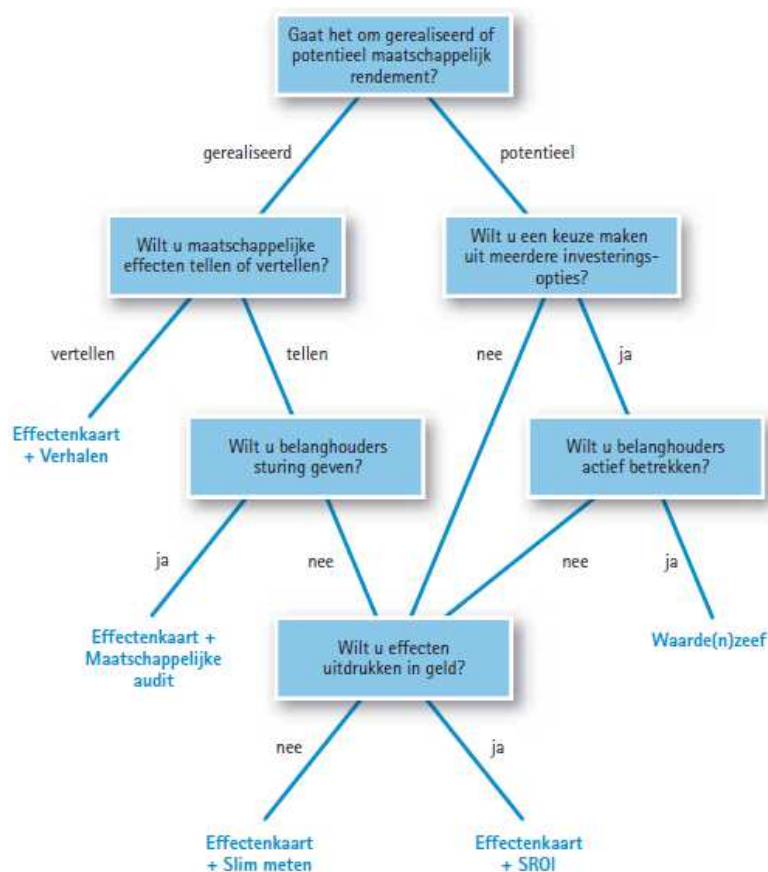 Gaat het om gerealiseerd of
potentieel maatschappelijk
rendement?
gerealiseerd
potentieel
Wilt u maatschappelijke
effecten tellen of vertellen?
Wilt u een keuze maken
uit meerdere investerings-
opties?
vertellen
tellen
nee
ja
Effectenkaart
+ Verhalen
Wilt u belanghouders
sturing geven?
Wilt u belanghouders
actief betrekken?
ja
nee
nee
ja
Effectenkaart +
Maatschappelijke
audit
Wilt u effecten
uitdrukken in geld?
Waarde(n)zeef
nee
ja
Effectenkaart
+ Slim meten
Effectenkaart
+ SROI